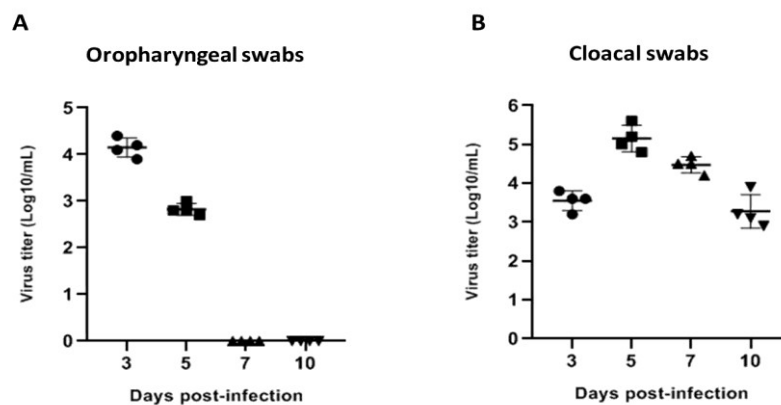 A
Oropharyngeal swabs
Virus titer (Log10/mL)
5
4
3
2
1
0
3 5 7 10
Days post-infection
B
Cloacal swabs
Virus titer (Log10/mL)
6
5
4
3
2
1
0
3 5 7 10
Days post-infection